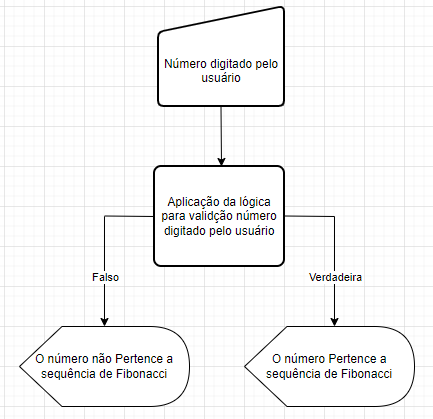 Número digitado pelo
usuário
Aplicação da lógica
para validção número
digitado pelo usuário
Falso
Verdadeira
O número não Pertence a
sequência de Fibonacci
O número Pertence a
sequência de Fibonacci